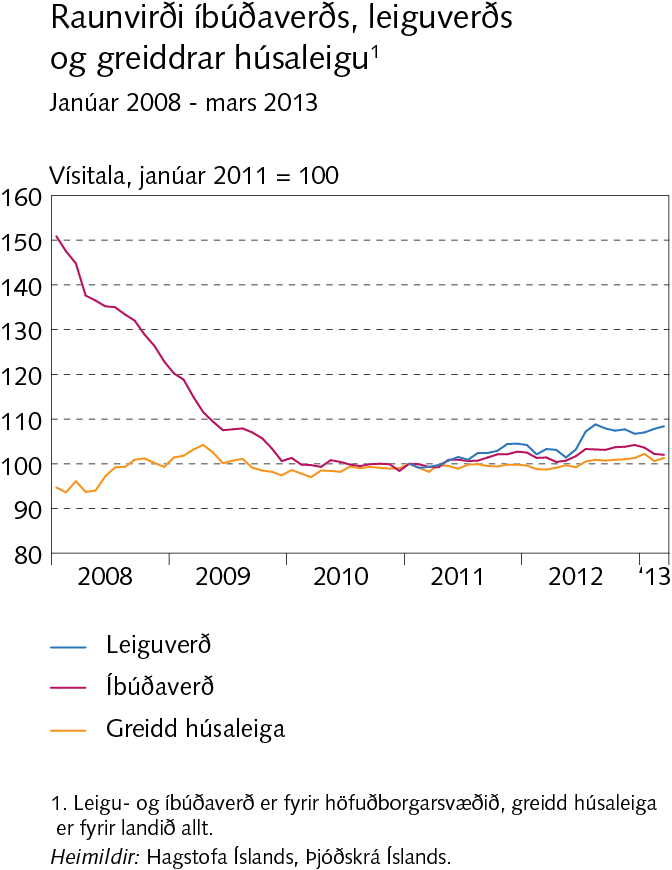 Raunvirði íbúðaverðs, leiguverðs
og greiddrar húsaleigu¹
Janúar 2008 - mars 2013
Vísitala, janúar 2011 = 100
160
150
140
130
120
110
100
90
80
2008 2009 2010 2011 2012 ‘13
Leiguverð
Íbúðaverð
Greidd húsaleiga
1. Leigu- og íbúðaverð er fyrir höfuðborgarsvæðið, greidd húsaleiga
er fyrir landið allt.
Heimildir: Hagstofa Íslands, Þjóðskrá Íslands.